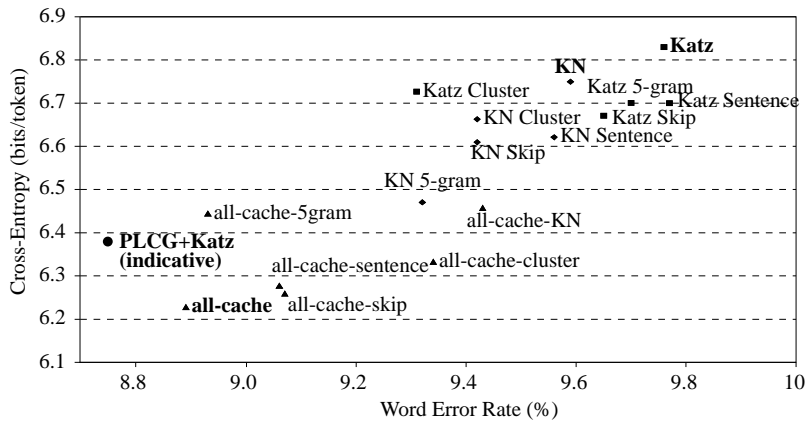 6.9
Katz
6.8
KN
Katz Cluster
Katz 5-gram
6.7
Katz Sentence
KN Cluster
Katz Skip
KN Sentence
6.6
KN Skip
6.5
KN 5-gram
all-cache-5gram
all-cache-KN
6.4
PLCG+Katz
(indicative)
all-cache-sentence
all-cache-cluster
6.3
all-cache
all-cache-skip
6.2
6.1
Cross-Entropy (bits/token)
8.8 9.0 9.2 9.4 9.6 9.8 10
Word Error Rate (%)